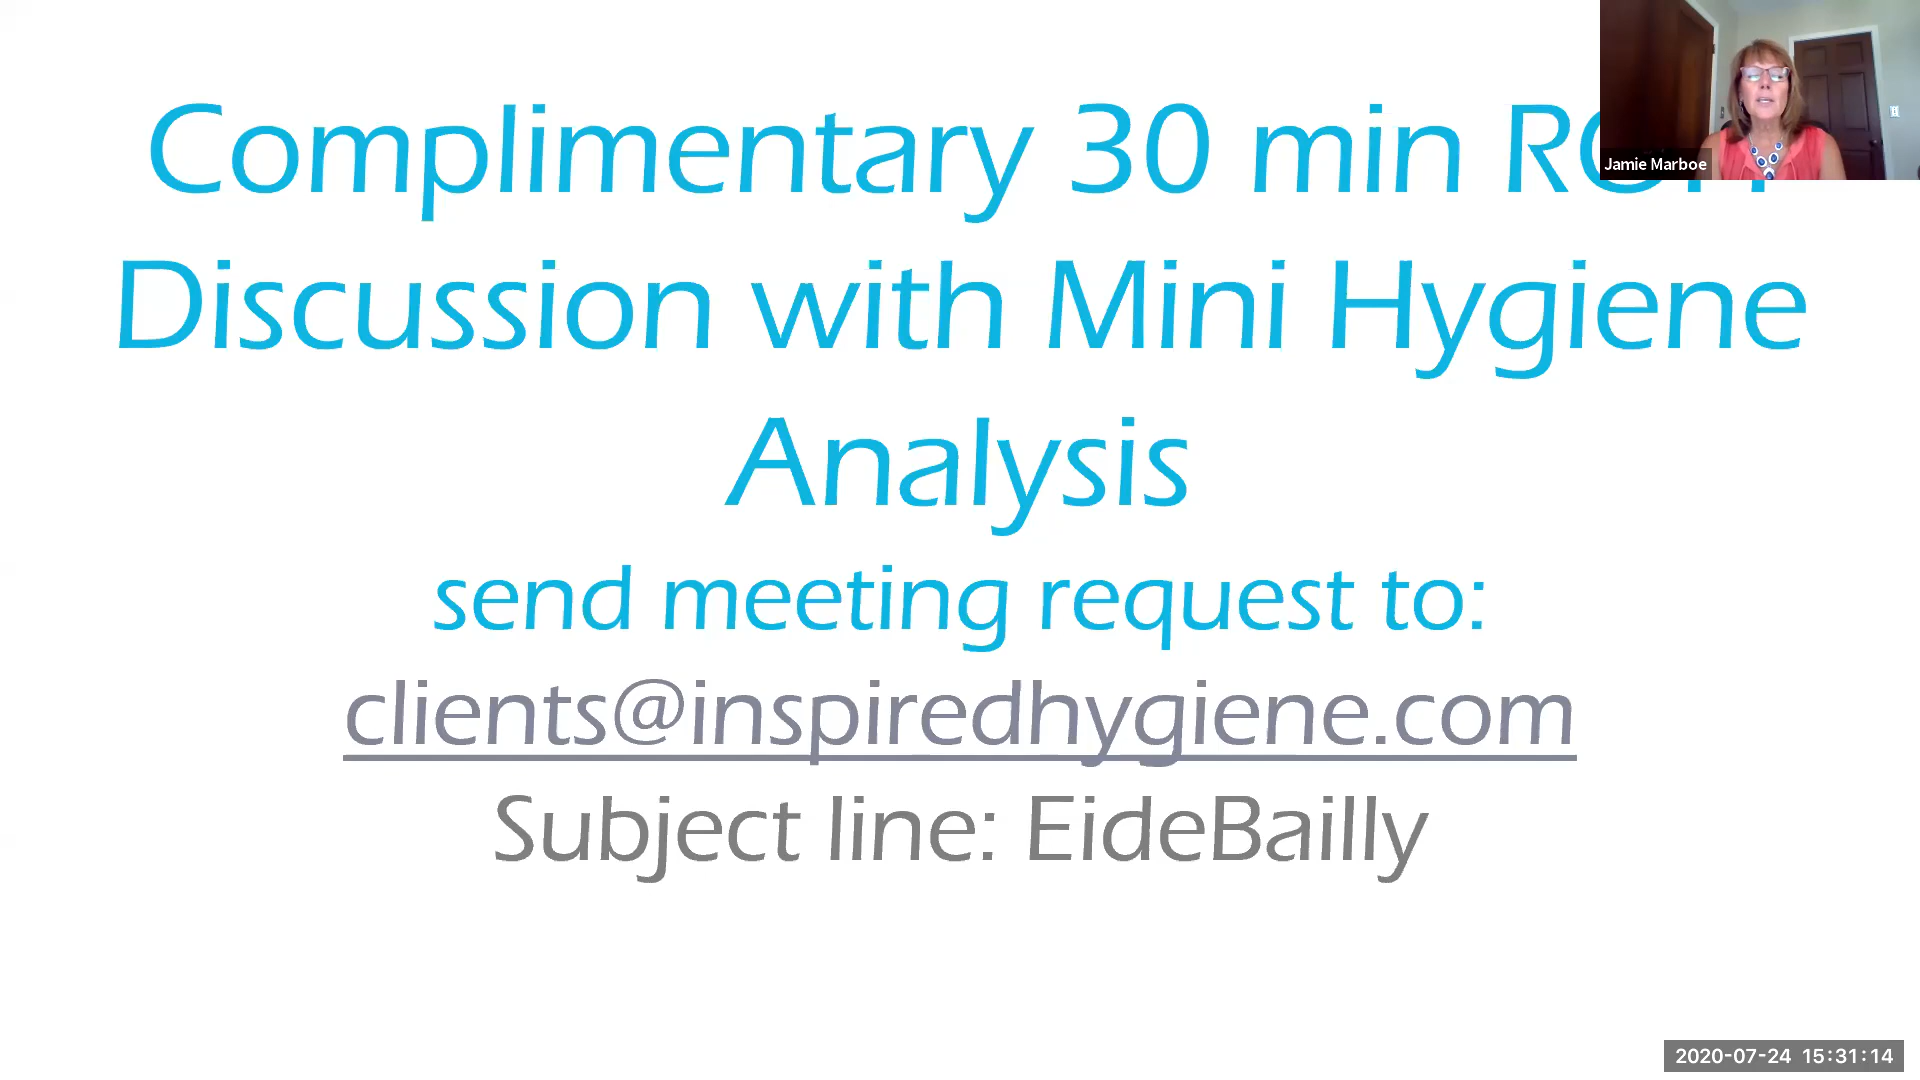 Complimentary 30 min
Discussion with Mini Hygiene
Analysis
send meeting request to:
clients@inspiredhygiene.com
Subject line: EideBailly
Jamie Marboe
2020-07-24 15:31:14